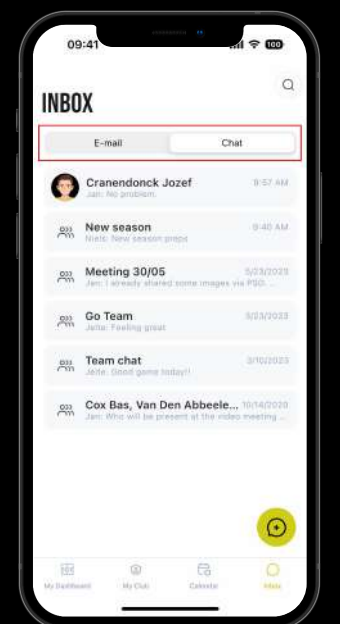 09:41
100
INBOX
E-mail
Chat
Cranendonck Jozef 9:57 AM
Jan: No problem.
New season 9:40 AM
Niels: New season preps
Meeting 30/05 5/23/2023
Jan: I already shared some images via PSD. ...
Go Team 5/23/2023
Jelle: Feeling great
Team chat 3/10/2023
Jelle: Good game today!!
Cox Bas, Van Den Abbeele... 10/14/2020
Jan: Who will be present at the video meeting ...
My Dashboard
My Club
Calendar
Inbox